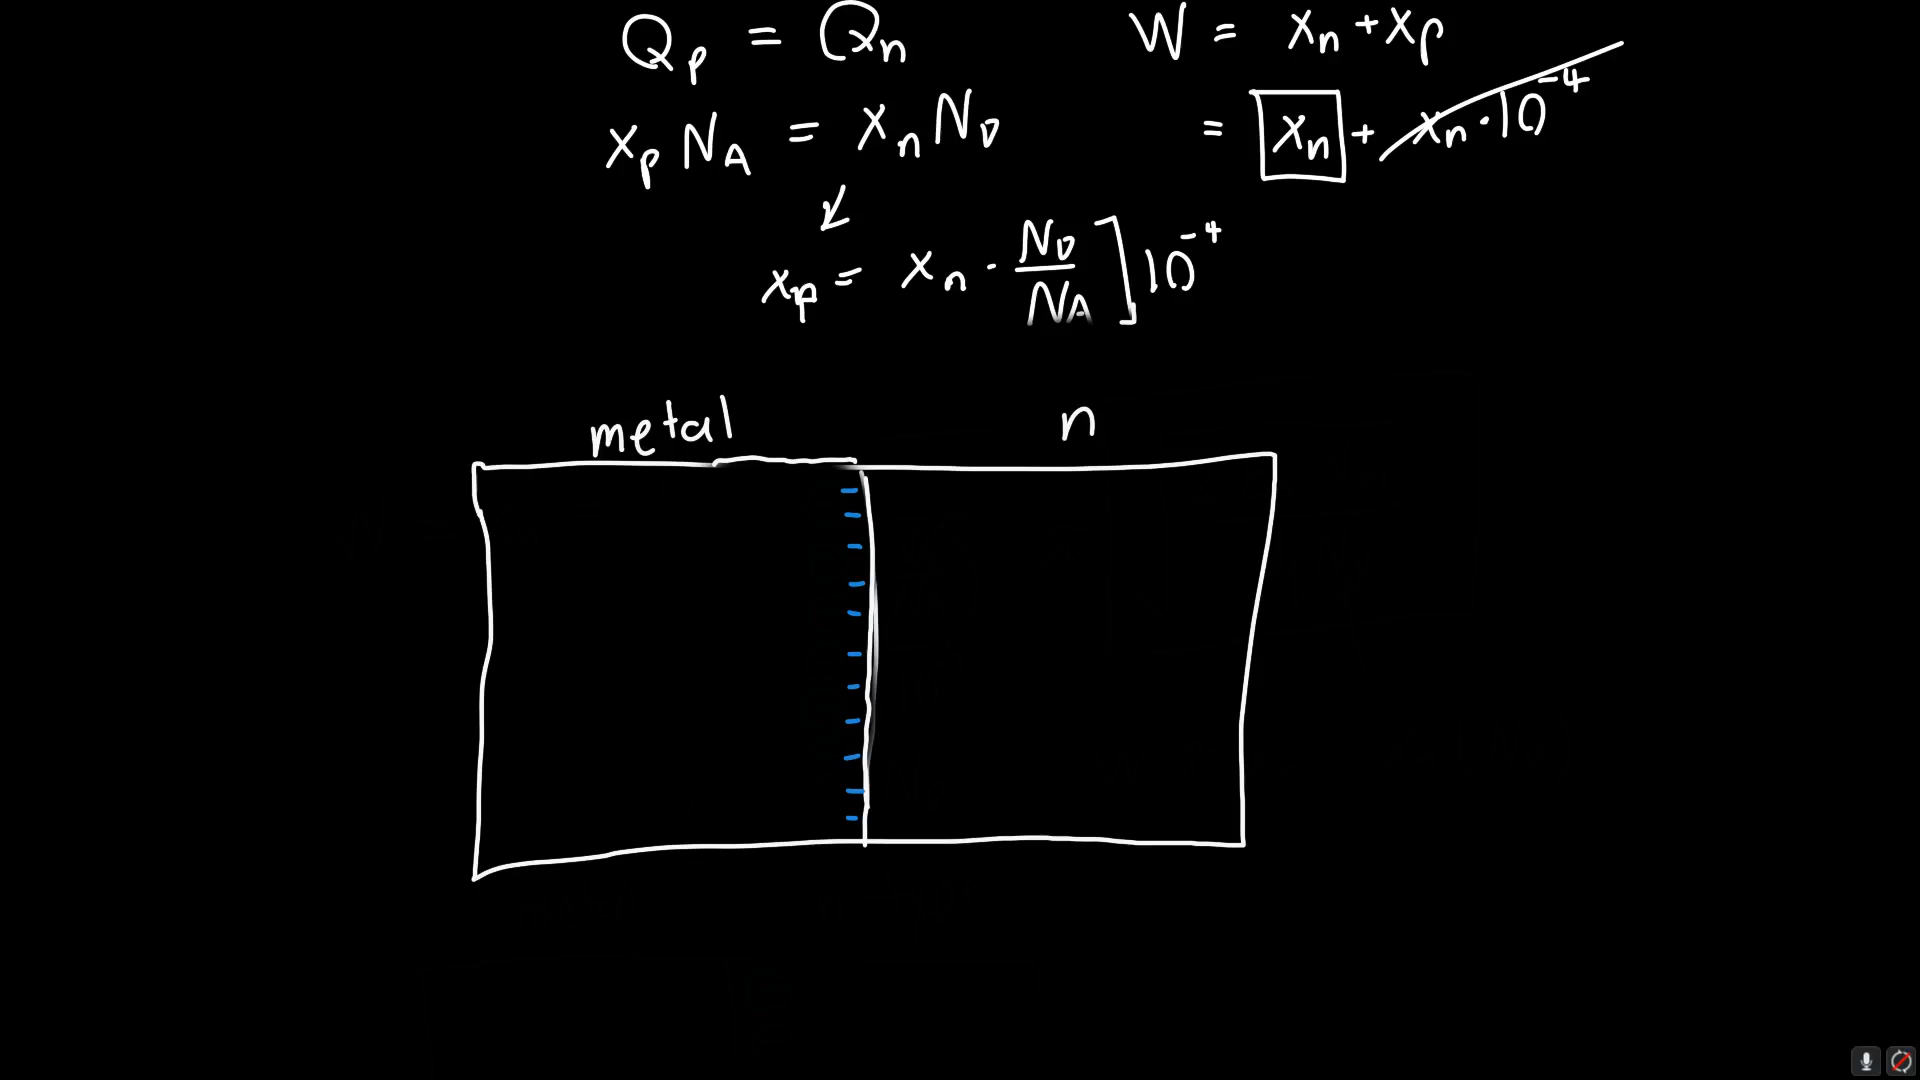 Qp = Qn
W = xn + xp
xp NA = xn ND
= xn + xn · 10^-4
xp = xn · ND/NA ] 10^-4
metal
n